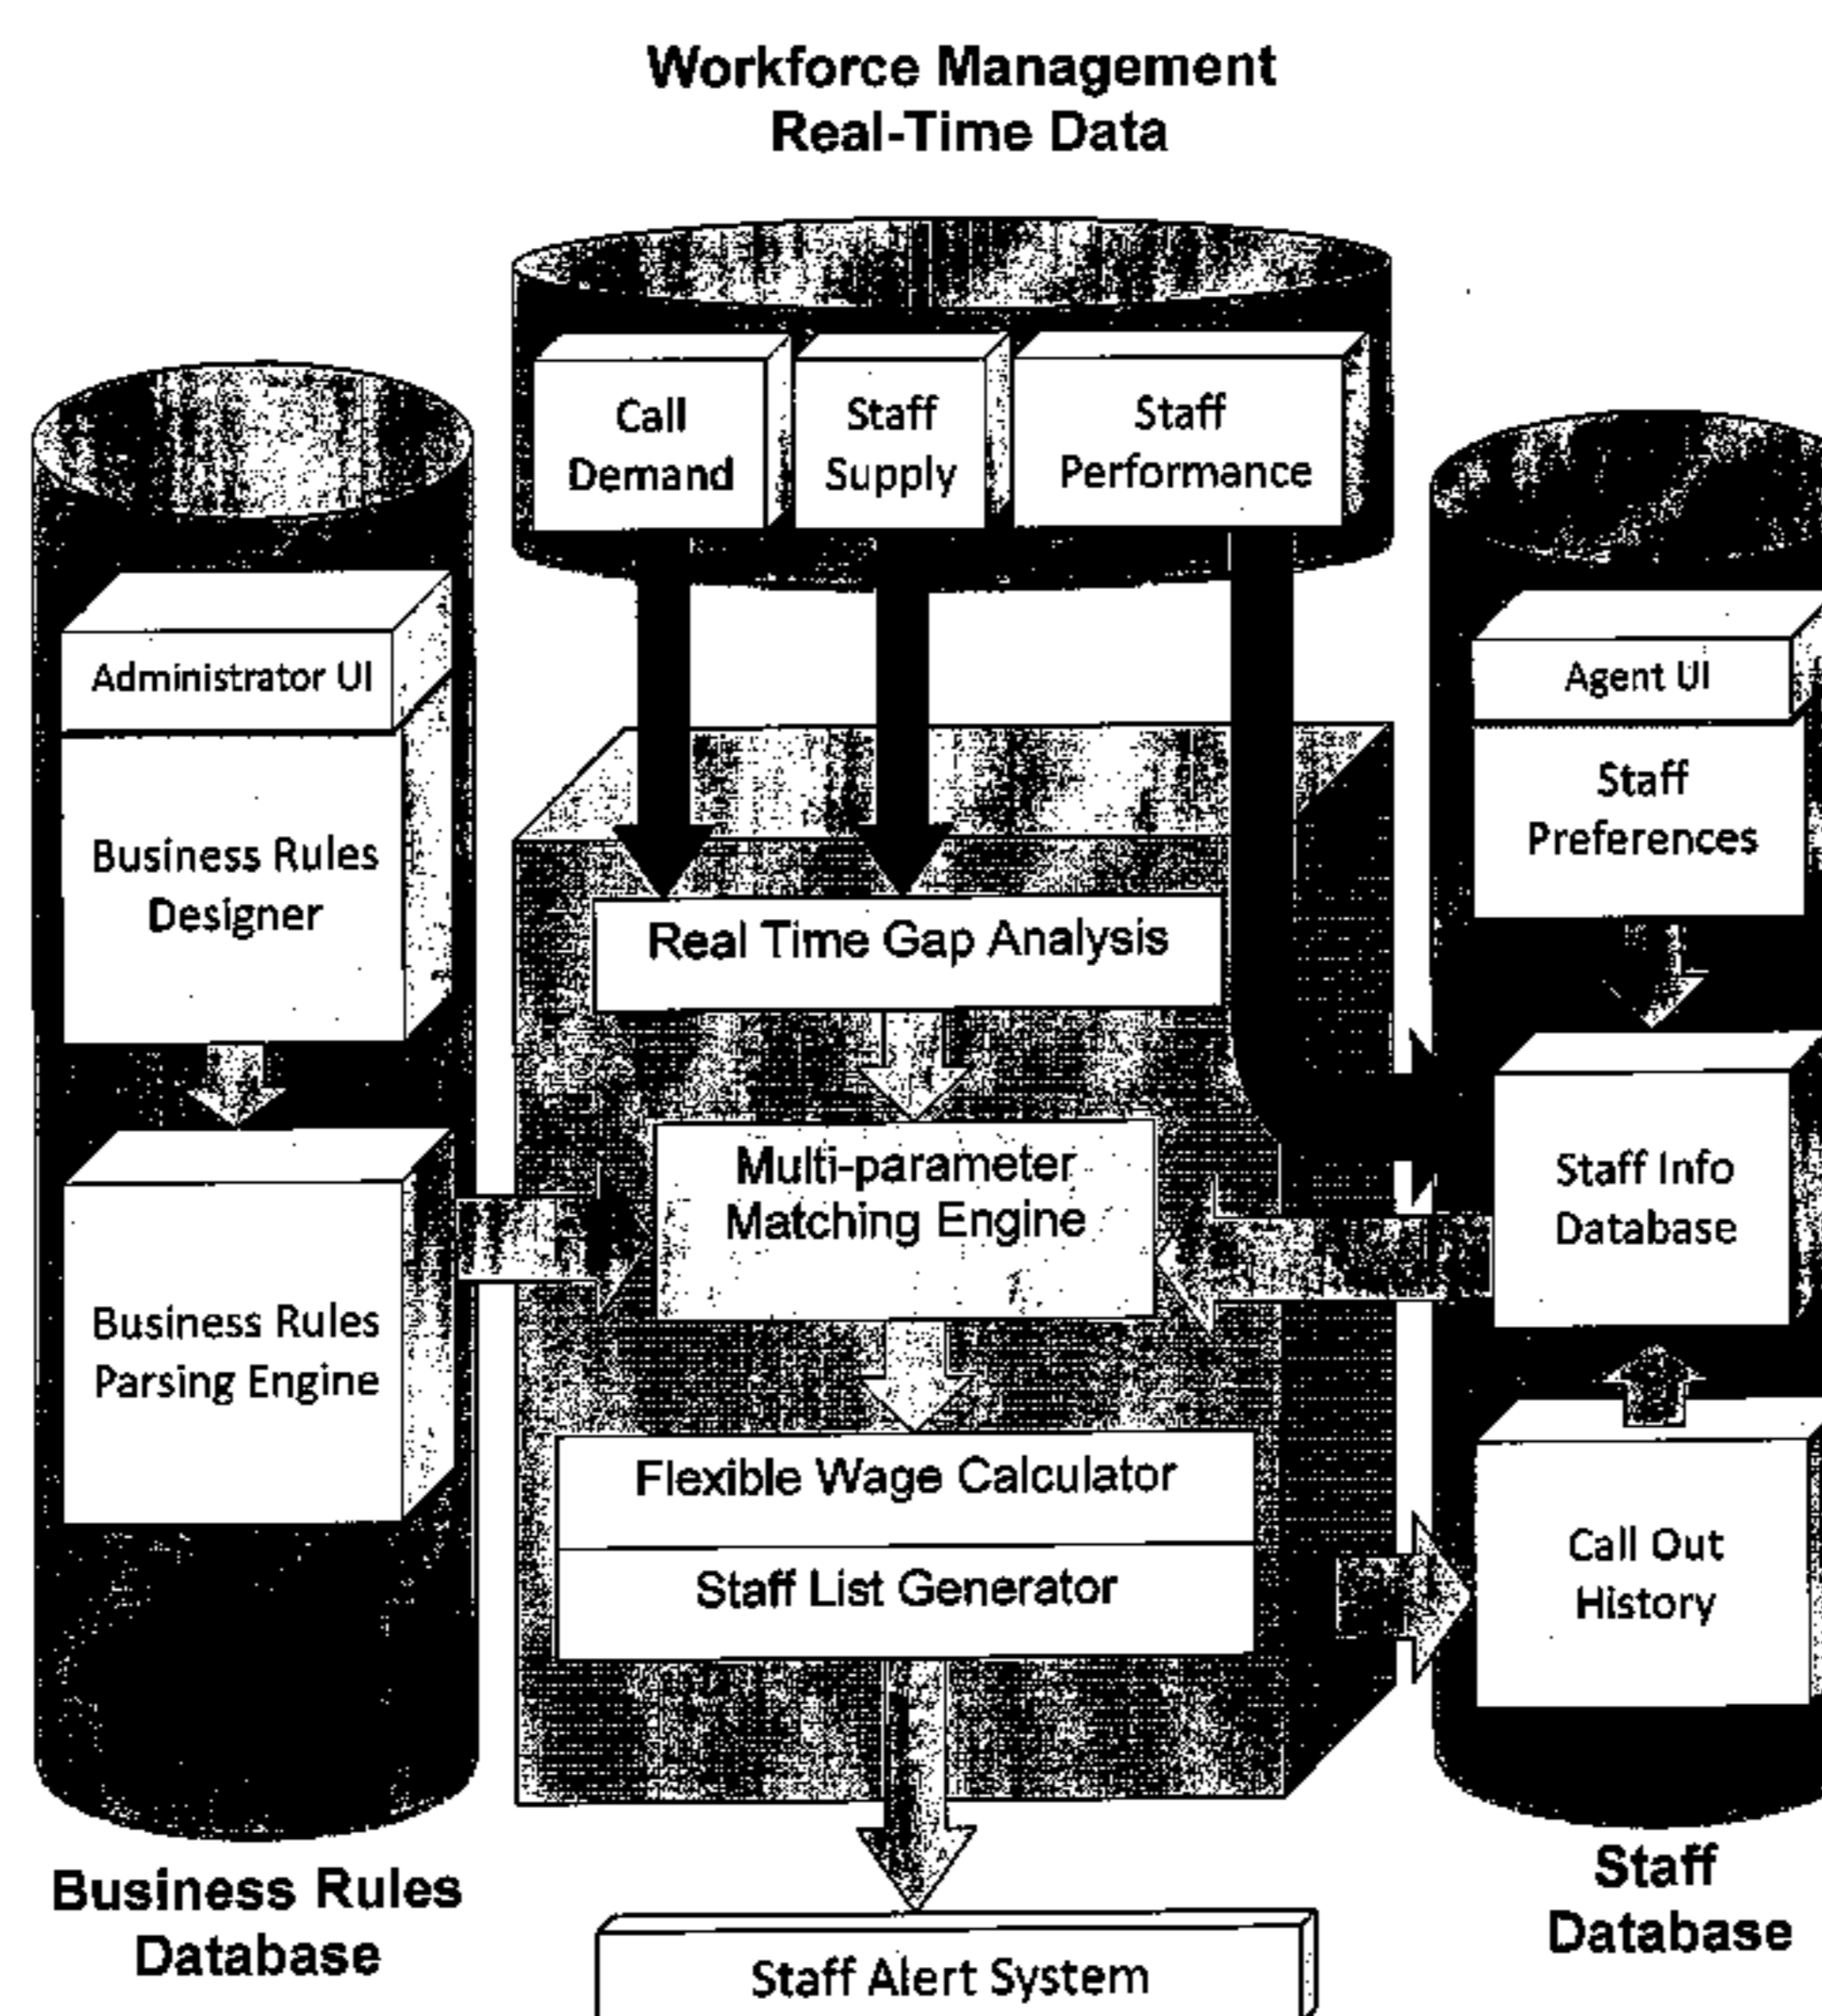 Workforce Management
Real-Time Data
Call
Demand
Staff
Supply
Staff
Performance
Administrator UI
Business Rules
Designer
Business Rules
Parsing Engine
Real Time Gap Analysis
Multi-parameter
Matching Engine
Flexible Wage Calculator
Staff List Generator
Agent UI
Staff
Preferences
Staff Info
Database
Call Out
History
Business Rules
Database
Staff
Database
Staff Alert System